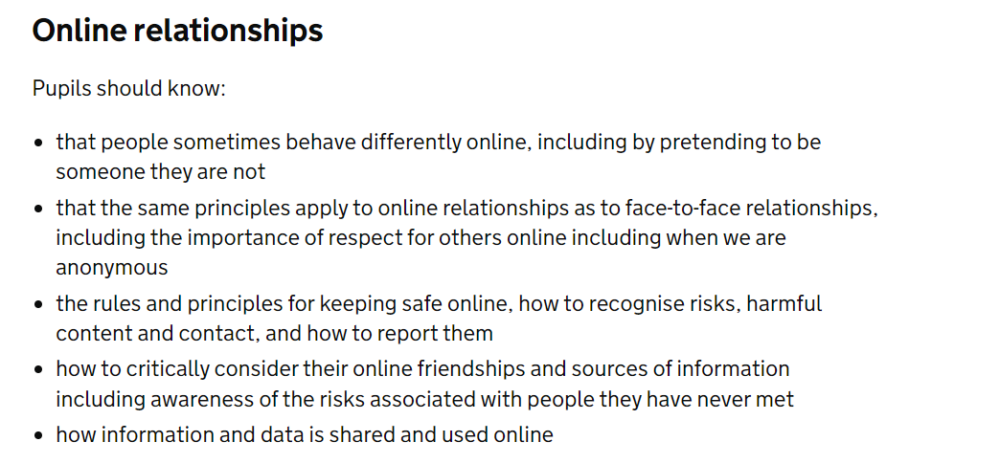 Online relationships
Pupils should know:
• that people sometimes behave differently online, including by pretending to be
someone they are not
• that the same principles apply to online relationships as to face-to-face relationships,
including the importance of respect for others online including when we are
anonymous
• the rules and principles for keeping safe online, how to recognise risks, harmful
content and contact, and how to report them
• how to critically consider their online friendships and sources of information
including awareness of the risks associated with people they have never met
• how information and data is shared and used online